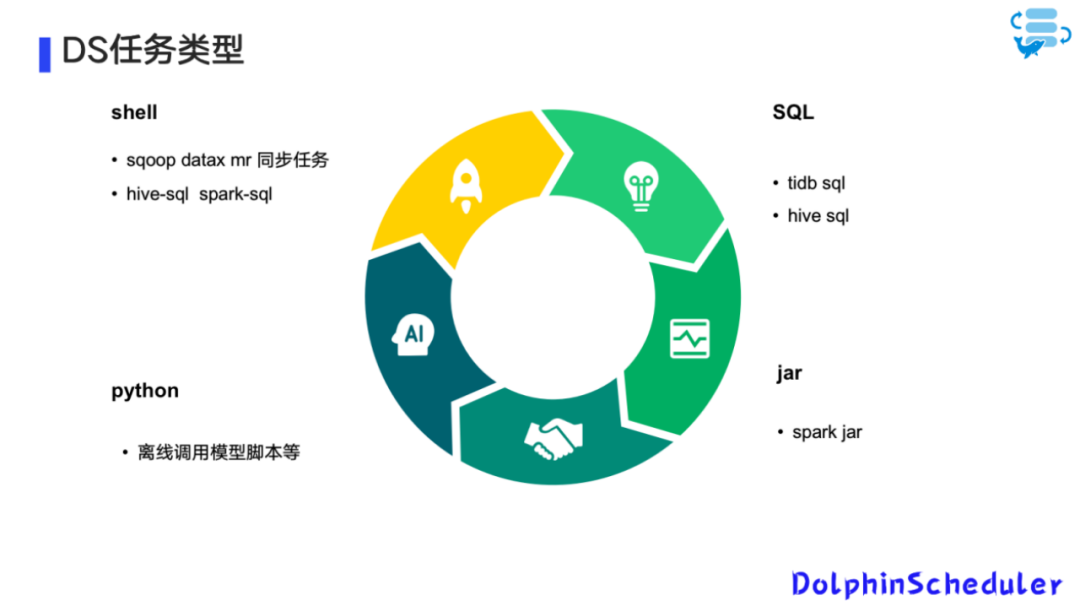 DS任务类型
shell
• sqoop datax mr 同步任务
• hive-sql spark-sql
SQL
• tidb sql
• hive sql
AI
python
• 离线调用模型脚本等
jar
• spark jar
DolphinScheduler